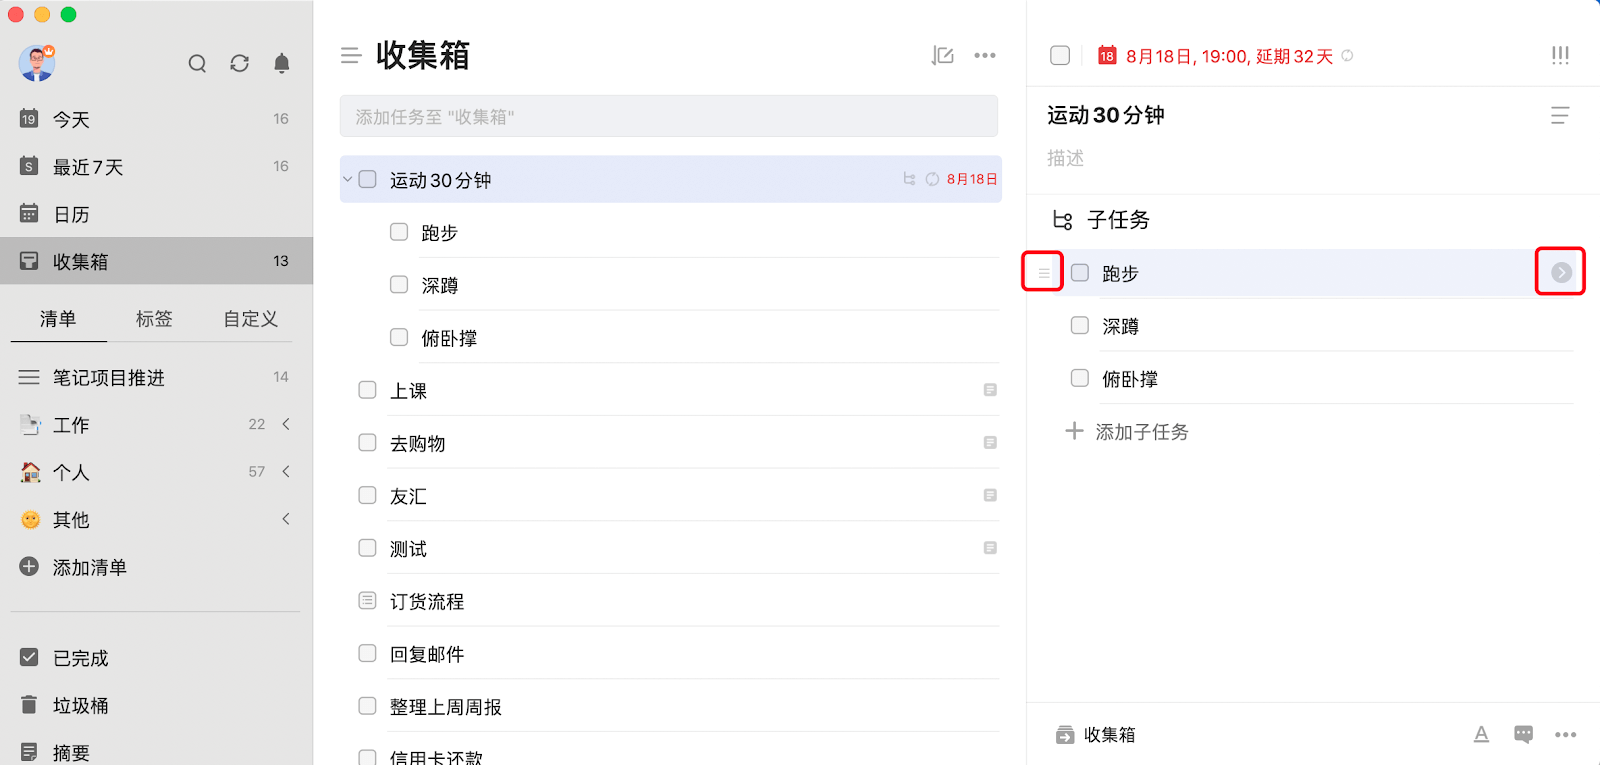 19 今天 16
S 最近7天 16
日历
收集箱 13
清单 标签 自定义
笔记项目推进 14
工作 22
个人 57
其他
添加清单
已完成
垃圾桶
摘要
收集箱
添加任务至 "收集箱"
运动30分钟 8月18日
跑步
深蹲
俯卧撑
上课
去购物
友汇
测试
订货流程
回复邮件
整理上周周报
信用卡还款
18 8月18日, 19:00, 延期32天
运动30分钟
描述
子任务
跑步
深蹲
俯卧撑
添加子任务
收集箱